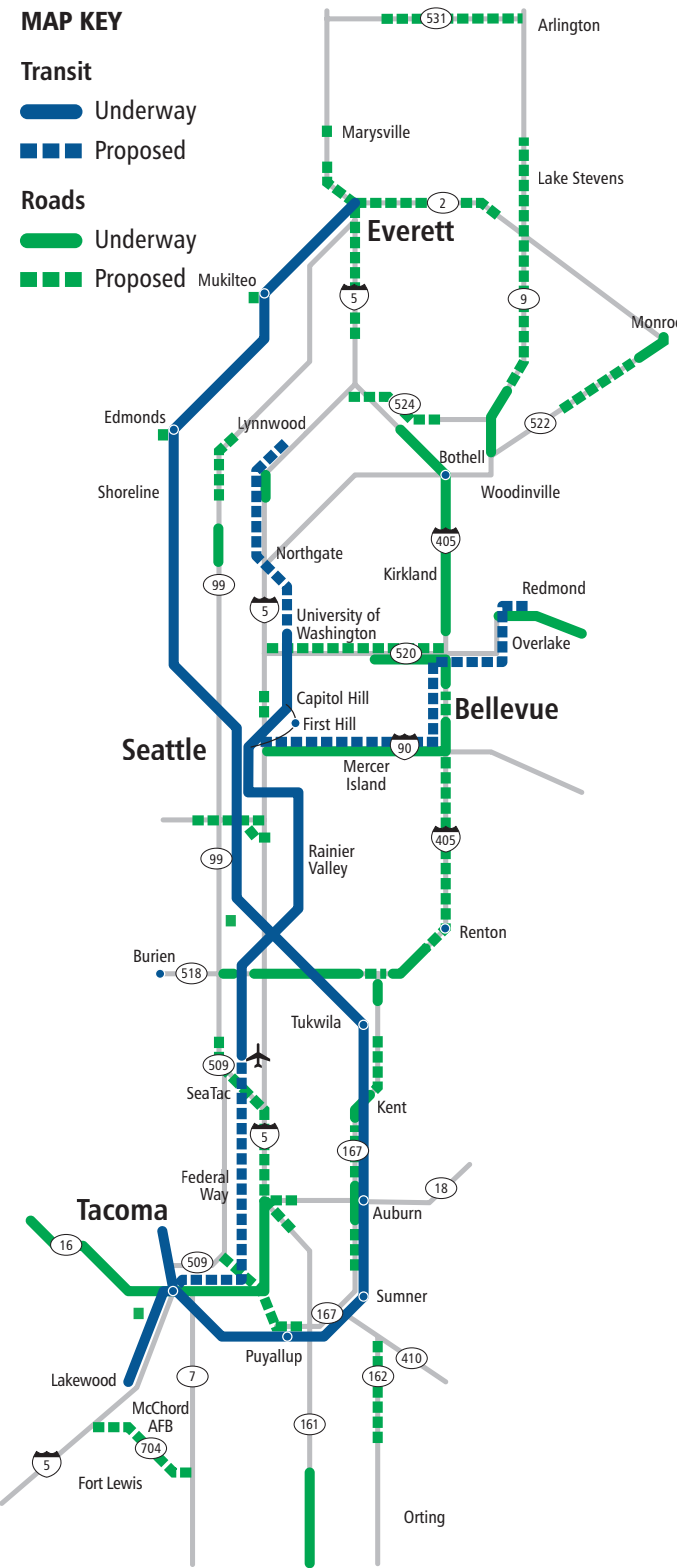 MAP KEY
Transit
Underway
Proposed
Roads
Underway
Proposed
531
Arlington
Marysville
Lake Stevens
2
Everett
Mukilteo
5
9
Monroe
Edmonds
Lynnwood
524
522
Bothell
Shoreline
Woodinville
405
Northgate
Kirkland
99
Redmond
5
University of
Washington
Overlake
520
Capitol Hill
First Hill
Bellevue
Seattle
90
Mercer
Island
405
Rainier
Valley
99
Renton
Burien
518
Tukwila
509
SeaTac
Kent
5
167
Federal
Way
18
Tacoma
Auburn
16
509
Sumner
167
Puyallup
410
Lakewood
7
162
McChord
AFB
161
704
5
Fort Lewis
Orting